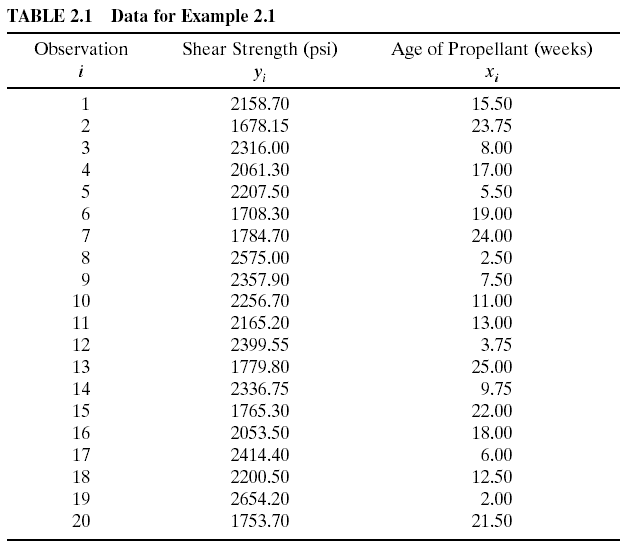 TABLE 2.1 Data for Example 2.1
Observation Shear Strength (psi) Age of Propellant (weeks)
i yi xi
1 2158.70 15.50
2 1678.15 23.75
3 2316.00 8.00
4 2061.30 17.00
5 2207.50 5.50
6 1708.30 19.00
7 1784.70 24.00
8 2575.00 2.50
9 2357.90 7.50
10 2256.70 11.00
11 2165.20 13.00
12 2399.55 3.75
13 1779.80 25.00
14 2336.75 9.75
15 1765.30 22.00
16 2053.50 18.00
17 2414.40 6.00
18 2200.50 12.50
19 2654.20 2.00
20 1753.70 21.50